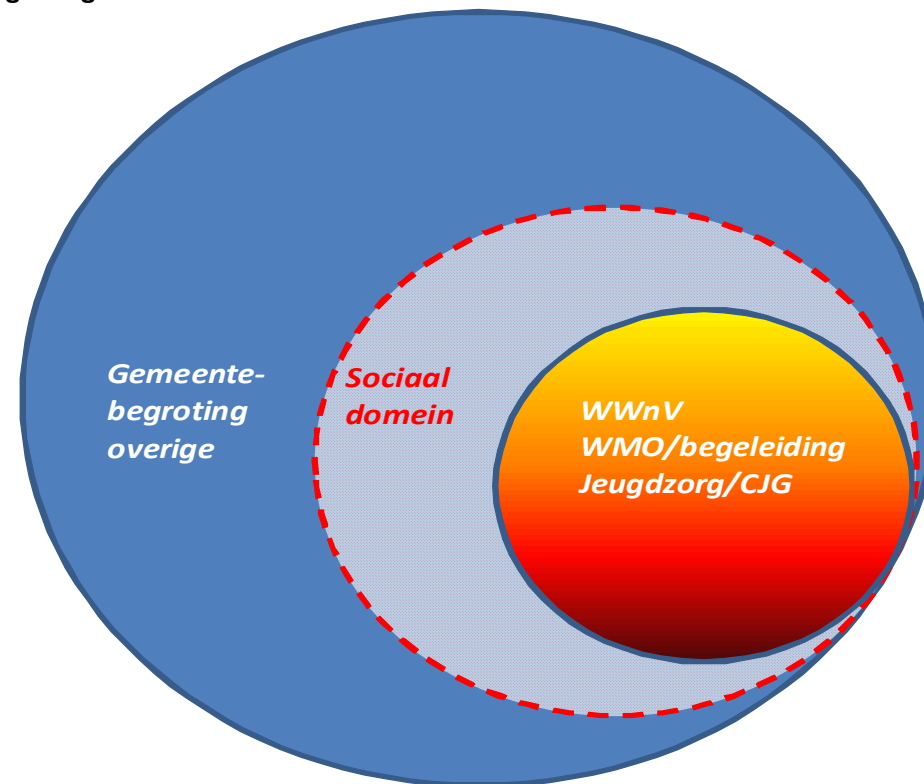 Gemeente-
begroting
overige
Sociaal
domein
WWnV
WMO/begeleiding
Jeugdzorg/CJG